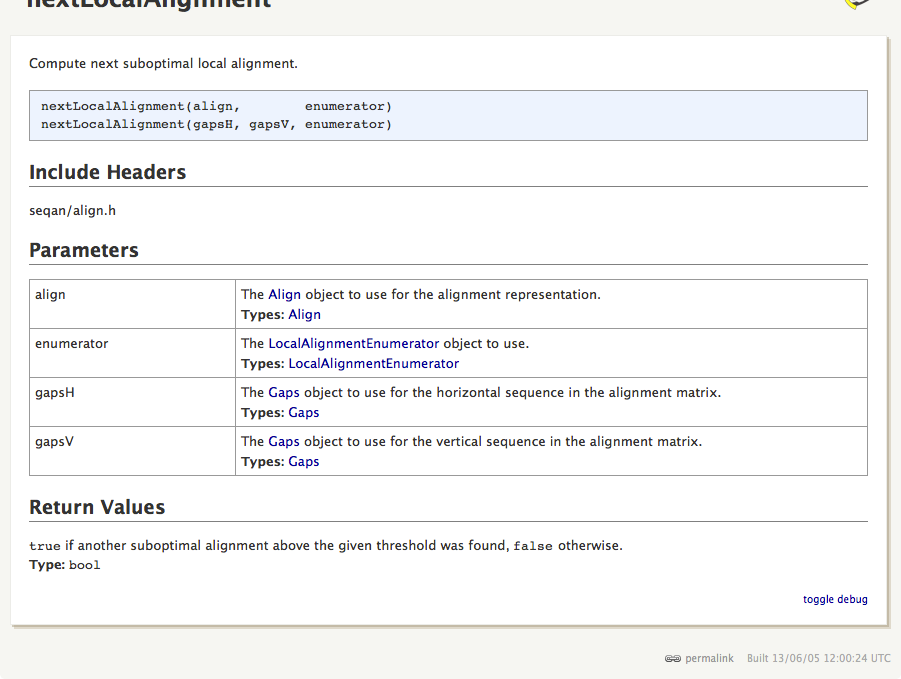 nextLocalAlignment
Compute next suboptimal local alignment.
nextLocalAlignment(align,        enumerator)
nextLocalAlignment(gapsH, gapsV, enumerator)
Include Headers
seqan/align.h
Parameters
align
The Align object to use for the alignment representation.
Types: Align
enumerator
The LocalAlignmentEnumerator object to use.
Types: LocalAlignmentEnumerator
gapsH
The Gaps object to use for the horizontal sequence in the alignment matrix.
Types: Gaps
gapsV
The Gaps object to use for the vertical sequence in the alignment matrix.
Types: Gaps
Return Values
true if another suboptimal alignment above the given threshold was found, false otherwise.
Type: bool
toggle debug
permalink Built 13/06/05 12:00:24 UTC